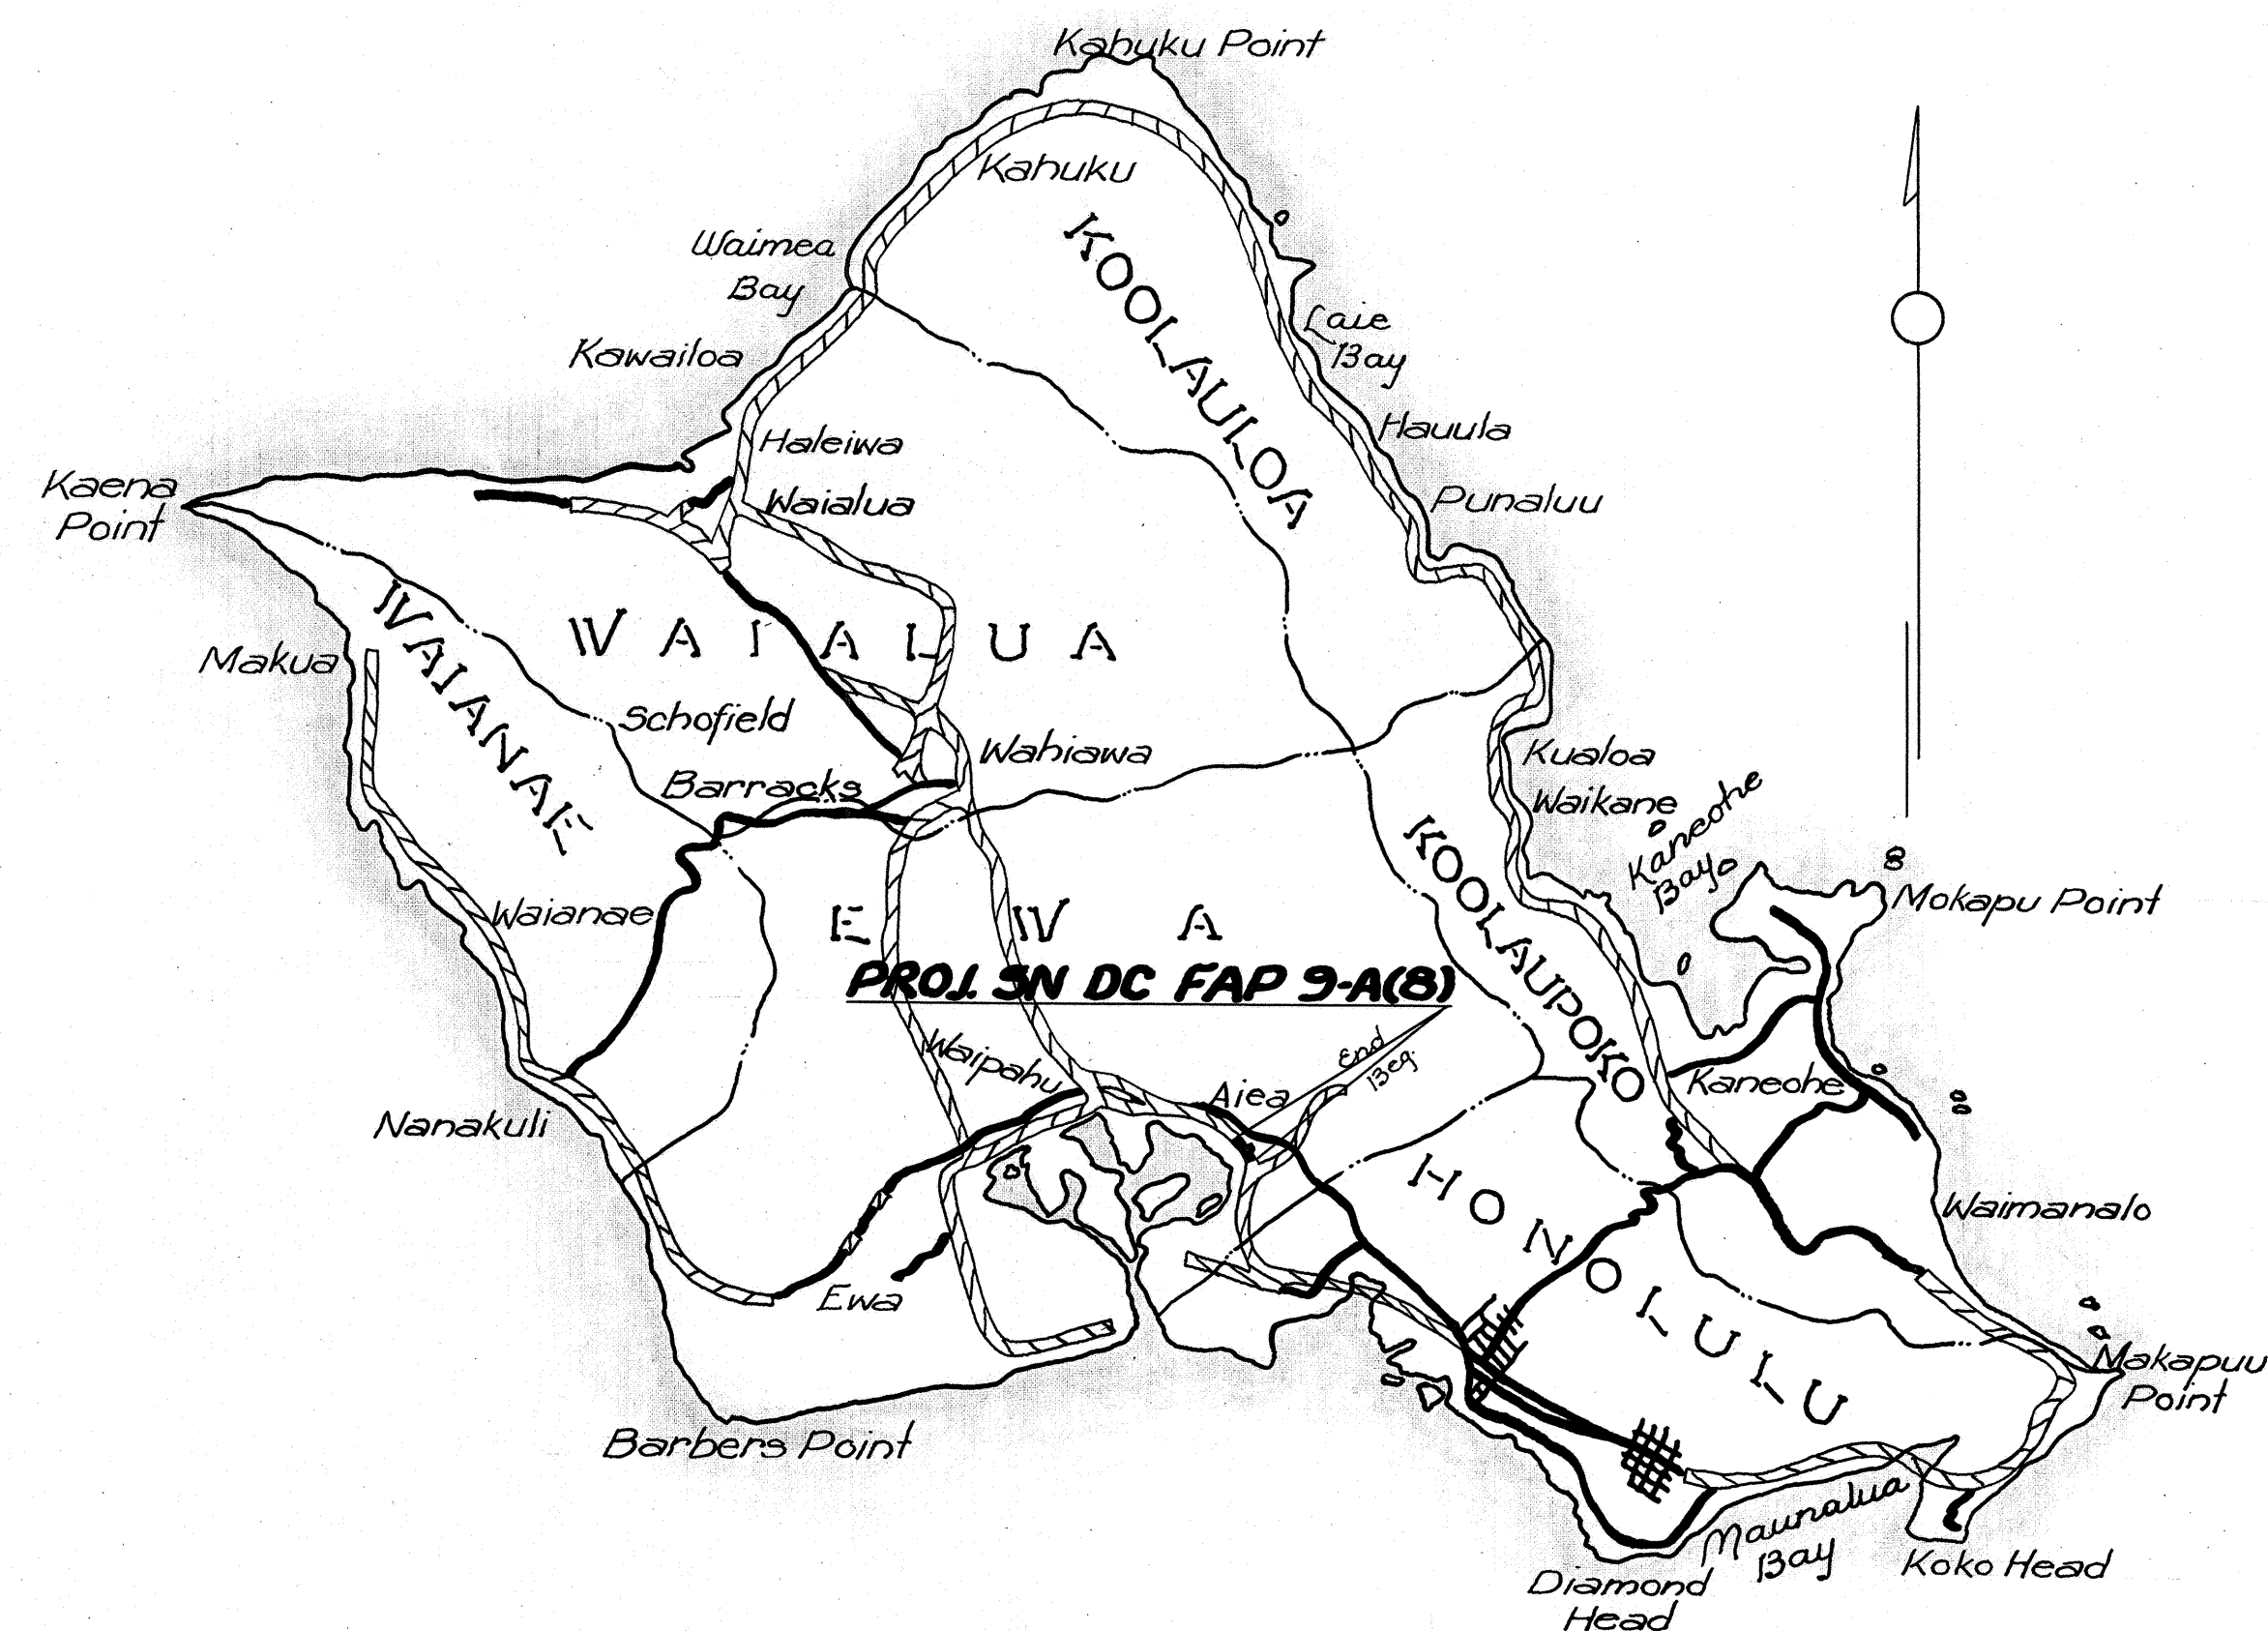 Kahuku Point
Kahuku
Waimea
Bay
KOOLAULOA
Laie
Bay
Kawailoa
Hauula
Haleiwa
Kaena
Point
Waialua
Punaluu
WAIANAE
WAIALUA
Makua
Schofield
Barracks
Wahiawa
Kualoa
Waikane
Kaneohe
Bay
KOOLAUPOKO
8
Mokapu Point
Waianae
EWA
PROJ. SN DC FAP 9-A(8)
Waipahu
End
Beg.
Aiea
Kaneohe
Nanakuli
HONOLULU
Waimanalo
Ewa
Makapuu
Point
Barbers Point
Maunalua
Bay
Koko Head
Diamond
Head